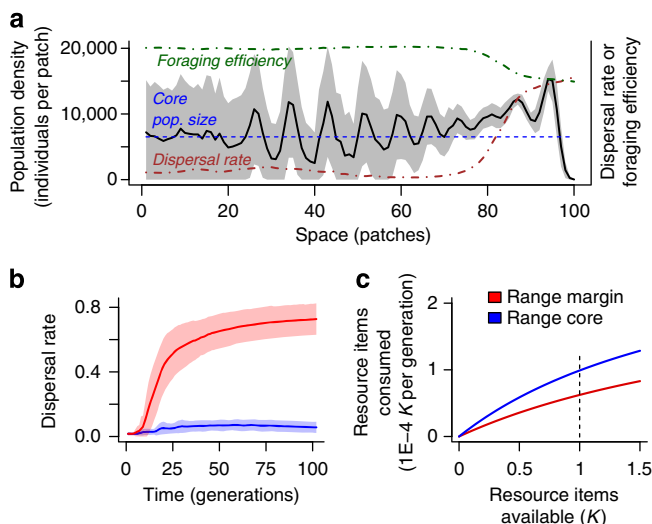 a
Population density
(individuals per patch)
20,000
10,000
0
Foraging efficiency
Core
pop. size
Dispersal rate
Dispersal rate or
foraging efficiency
0 20 40 60 80 100
Space (patches)
b
Dispersal rate
0.8
0.4
0.0
0 25 50 75 100
Time (generations)
c
Resource items
consumed
(1E–4 K per generation)
2
1
0
Range margin
Range core
0 0.5 1 1.5
Resource items
available (K)